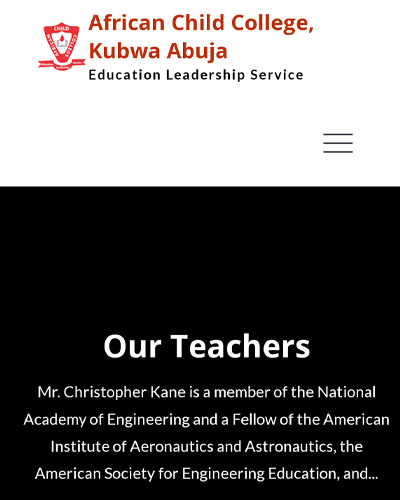 CHILD
African Child College,
Kubwa Abuja
Education Leadership Service
Our Teachers
Mr. Christopher Kane is a member of the National
Academy of Engineering and a Fellow of the American
Institute of Aeronautics and Astronautics, the
American Society for Engineering Education, and...